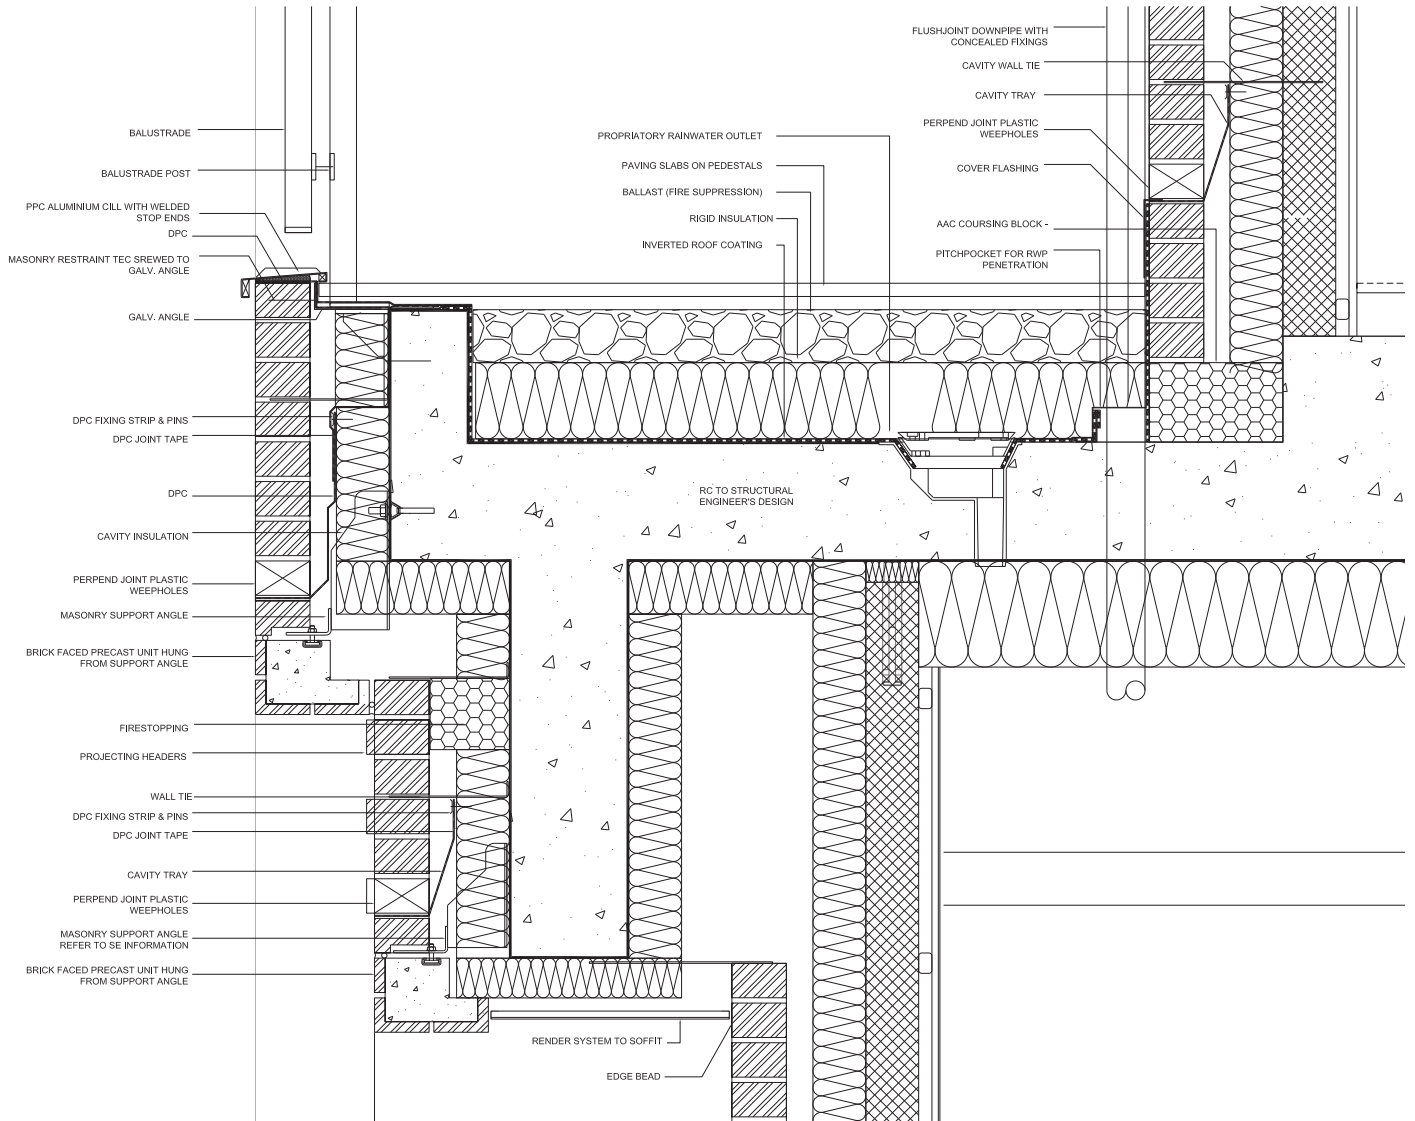 BALUSTRADE
BALUSTRADE POST
PPC ALUMINIUM CILL WITH WELDED
STOP ENDS
DPC
MASONRY RESTRAINT TEC SREWED TO
GALV. ANGLE
GALV. ANGLE
DPC FIXING STRIP & PINS
DPC JOINT TAPE
DPC
CAVITY INSULATION
PERPEND JOINT PLASTIC
WEEPHOLES
MASONRY SUPPORT ANGLE
BRICK FACED PRECAST UNIT HUNG
FROM SUPPORT ANGLE
FIRESTOPPING
PROJECTING HEADERS
WALL TIE
DPC FIXING STRIP & PINS
DPC JOINT TAPE
CAVITY TRAY
PERPEND JOINT PLASTIC
WEEPHOLES
MASONRY SUPPORT ANGLE
REFER TO SE INFORMATION
BRICK FACED PRECAST UNIT HUNG
FROM SUPPORT ANGLE
PROPRIATORY RAINWATER OUTLET
PAVING SLABS ON PEDESTALS
BALLAST (FIRE SUPPRESSION)
RIGID INSULATION
INVERTED ROOF COATING
RC TO STRUCTURAL
ENGINEER'S DESIGN
RENDER SYSTEM TO SOFFIT
EDGE BEAD
FLUSHJOINT DOWNPIPE WITH
CONCEALED FIXINGS
CAVITY WALL TIE
CAVITY TRAY
PERPEND JOINT PLASTIC
WEEPHOLES
COVER FLASHING
AAC COURSING BLOCK -
PITCHPOCKET FOR RWP
PENETRATION